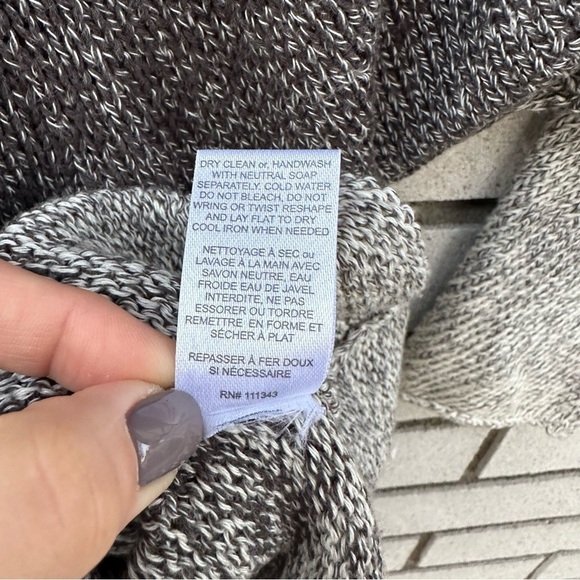 DRY CLEAN or, HANDWASH
WITH NEUTRAL SOAP
SEPARATELY. COLD WATER
DO NOT BLEACH, DO NOT
WRING OR TWIST RESHAPE
AND LAY FLAT TO DRY
COOL IRON WHEN NEEDED
NETTOYAGE À SEC ou
LAVAGE À LA MAIN AVEC
SAVON NEUTRE, EAU
FROIDE EAU DE JAVEL
INTERDITE, NE PAS
ESSORER OU TORDRE
REMETTRE EN FORME ET
SÉCHER À PLAT
REPASSER À FER DOUX
SI NÉCESSAIRE
RN# 111343